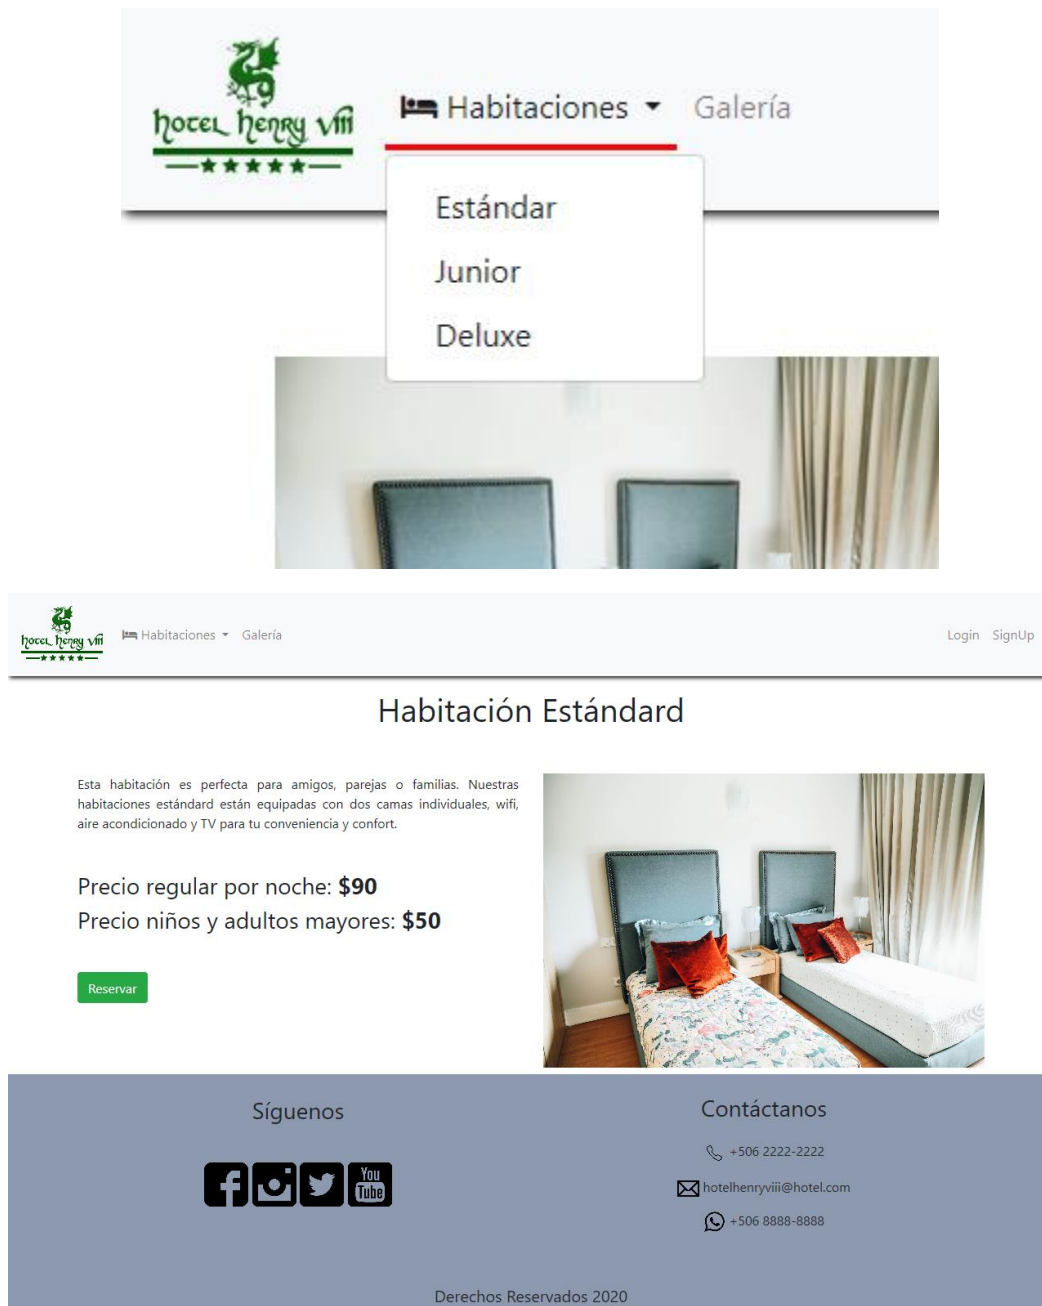 hotel henry viii
Habitaciones
Galería
Estándar
Junior
Deluxe
hotel henry viii
Habitaciones
Galería
Login
SignUp
Habitación Estándard
Esta habitación es perfecta para amigos, parejas o familias. Nuestras
habitaciones estándard están equipadas con dos camas individuales, wifi,
aire acondicionado y TV para tu conveniencia y confort.
Precio regular por noche: $90
Precio niños y adultos mayores: $50
Reservar
Síguenos
You
Tube
Contáctanos
+506 2222-2222
hotelhenryviii@hotel.com
+506 8888-8888
Derechos Reservados 2020